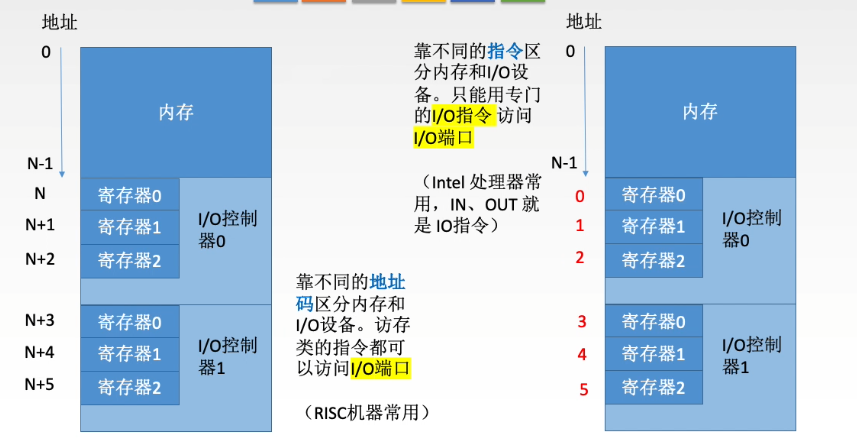 地址
0
内存
N-1
N
寄存器0
N+1
寄存器1
N+2
寄存器2
I/O控制
器0
N+3
寄存器0
N+4
寄存器1
N+5
寄存器2
I/O控制
器1
靠不同的地址
码区分内存和
I/O设备。访存
类的指令都可
以访问I/O端口
（RISC机器常用）
靠不同的指令区
分内存和I/O设
备。只能用专门
的I/O指令 访问
I/O端口
（Intel 处理器常
用，IN、OUT 就
是 IO指令）
地址
0
内存
N-1
0
寄存器0
1
寄存器1
2
寄存器2
I/O控制
器0
3
寄存器0
4
寄存器1
5
寄存器2
I/O控制
器1